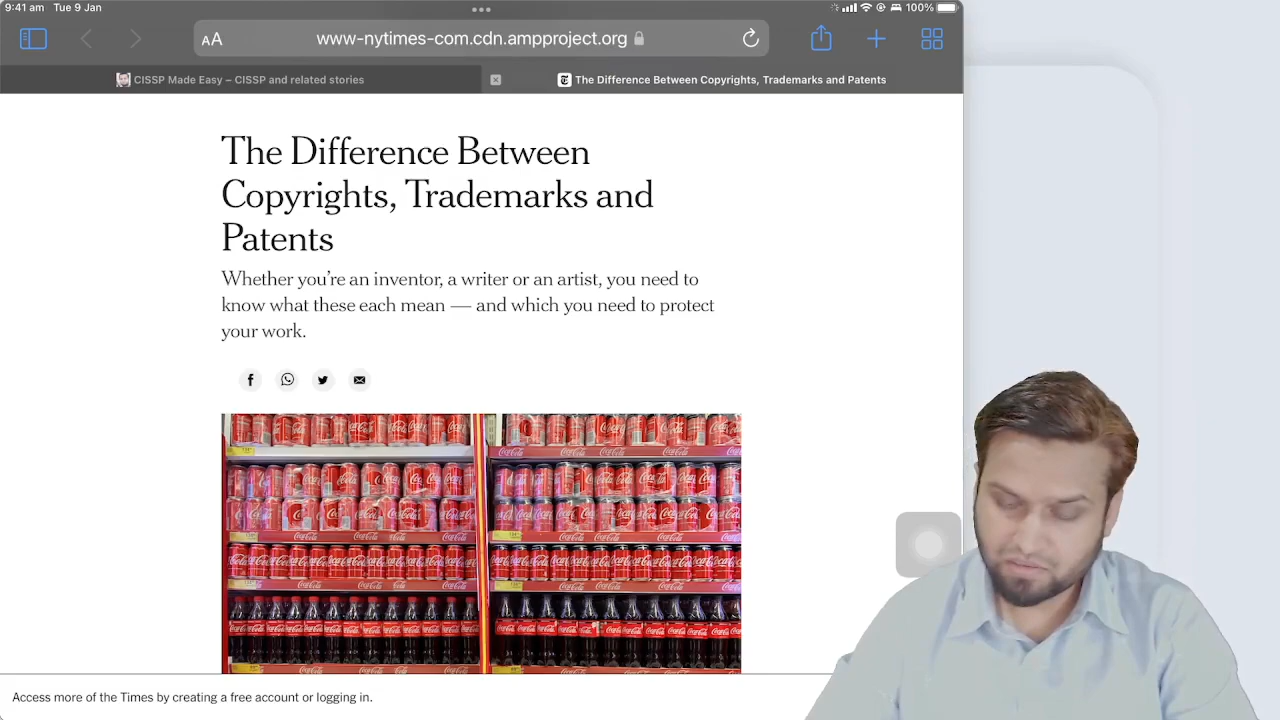 9:41 am Tue 9 Jan
100%
AA
www-nytimes-com.cdn.ampproject.org
CISSP Made Easy – CISSP and related stories
The Difference Between Copyrights, Trademarks and Patents
The Difference Between
Copyrights, Trademarks and
Patents
Whether you’re an inventor, a writer or an artist, you need to
know what these each mean — and which you need to protect
your work.
Coca-Cola
Access more of the Times by creating a free account or logging in.